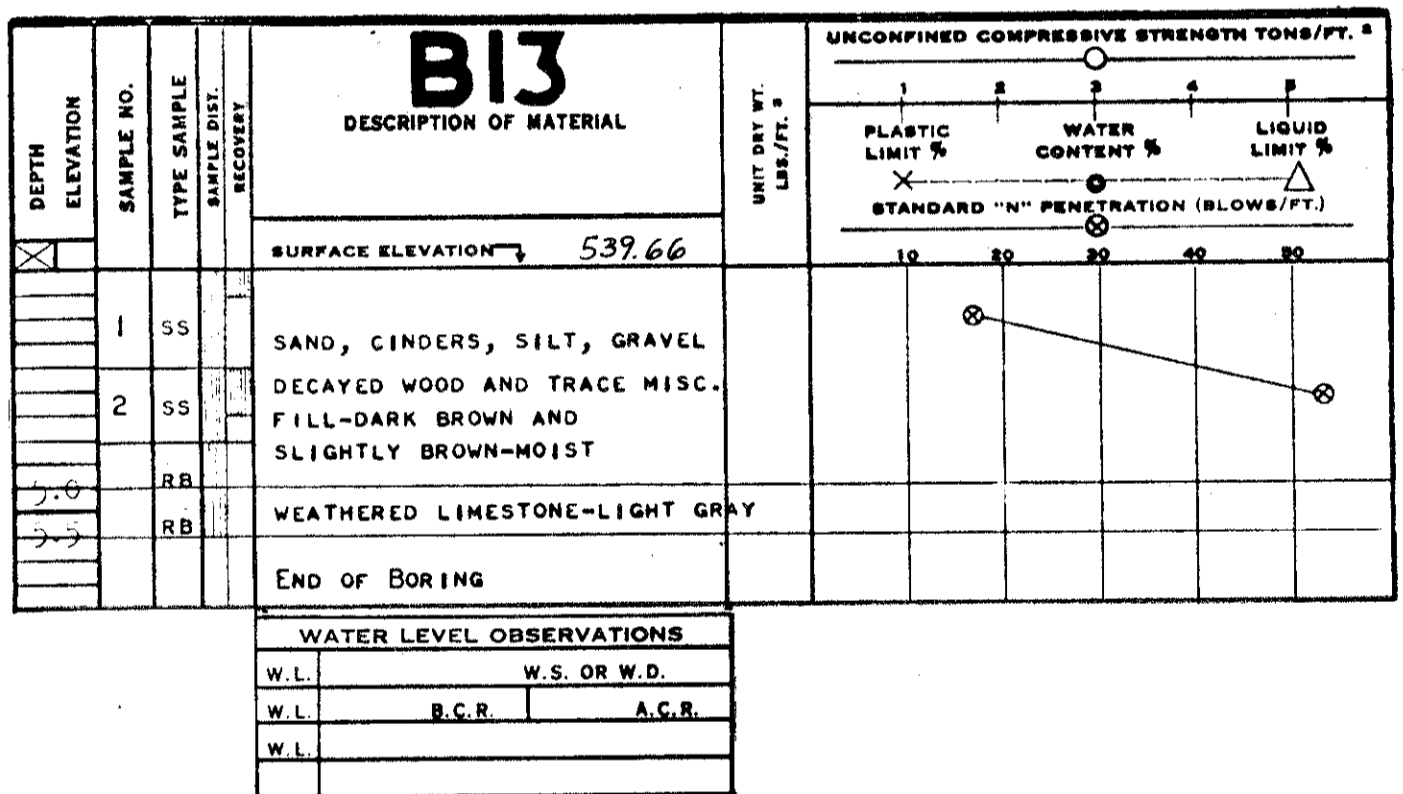 B13
DESCRIPTION OF MATERIAL
DEPTH
ELEVATION
SAMPLE NO.
TYPE SAMPLE
SAMPLE DIST.
RECOVERY
SURFACE ELEVATION 539.66
UNIT DRY WT.
LBS./FT. 3
UNCONFINED COMPRESSIVE STRENGTH TONS/FT. 2
1 2 3 4 5
PLASTIC WATER LIQUID
LIMIT % CONTENT % LIMIT %
STANDARD "N" PENETRATION (BLOWS/FT.)
10 20 30 40 50
1 SS
SAND, CINDERS, SILT, GRAVEL
DECAYED WOOD AND TRACE MISC.
2 SS
FILL-DARK BROWN AND
SLIGHTLY BROWN-MOIST
5.0 RB
5.5 RB WEATHERED LIMESTONE-LIGHT GRAY
END OF BORING
WATER LEVEL OBSERVATIONS
W.L. W.S. OR W.D.
W.L. B.C.R. A.C.R.
W.L.